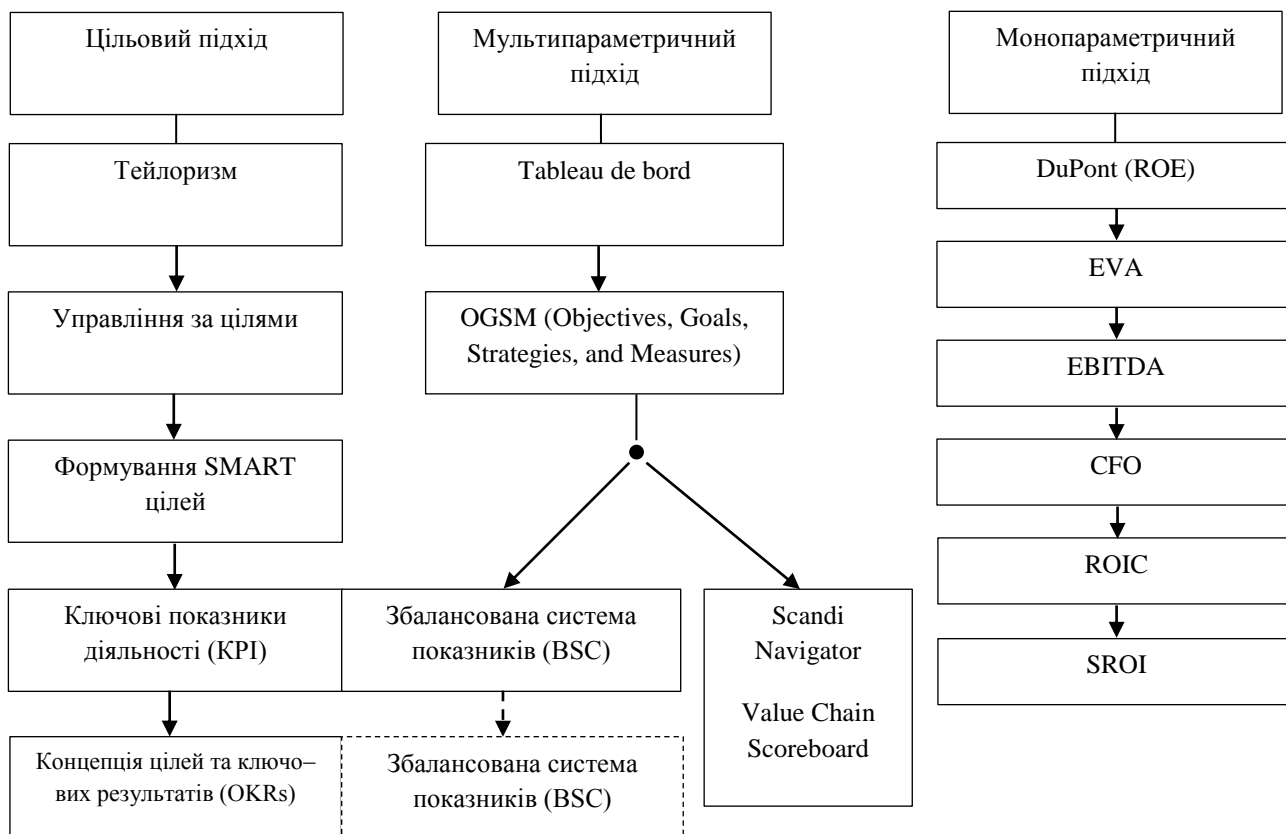 Цільовий підхід
Мультипараметричний
підхід
Монопараметричний
підхід
Тейлоризм
Tableau de bord
DuPont (ROE)
EVA
Управління за цілями
OGSM (Objectives, Goals,
Strategies, and Measures)
EBITDA
CFO
Формування SMART
цілей
ROIC
Ключові показники
діяльності (KPI)
Збалансована система
показників (BSC)
Scandi
Navigator
Value Chain
Scoreboard
SROI
Концепція цілей та ключо–
вих результатів (OKRs)
Збалансована система
показників (BSC)